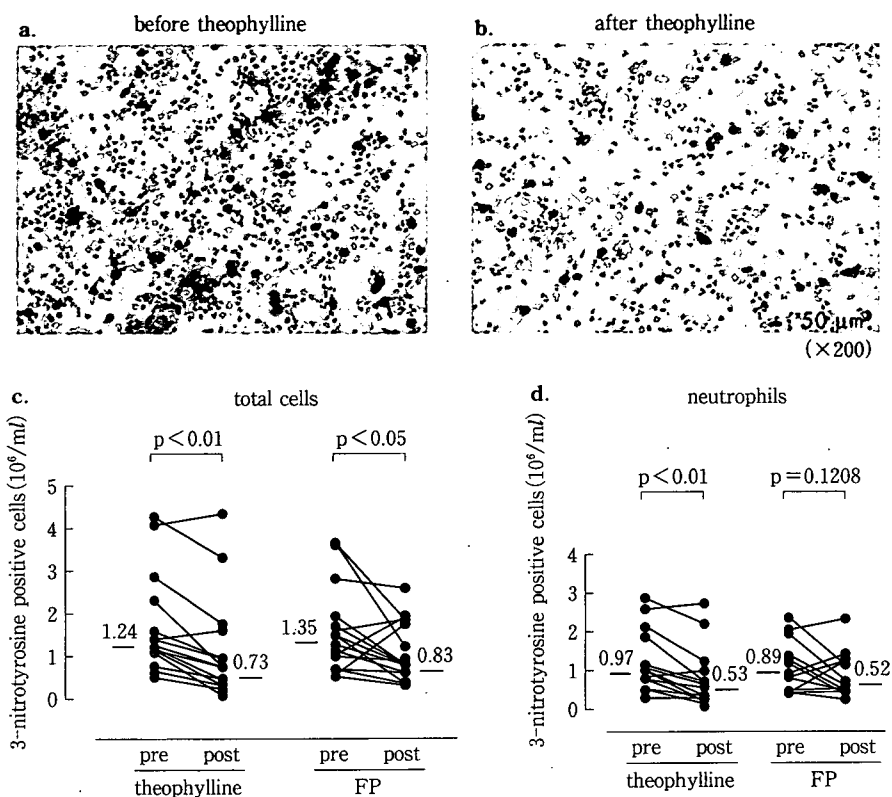 a.
before theophylline
b.
after theophylline
50 μm
(×200)
c.
total cells
3-nitrotyrosine positive cells (10⁶/ml)
p<0.01
p<0.05
5
4
3
2
1
0
1.24
0.73
1.35
0.83
pre
post
pre
post
theophylline
FP
d.
neutrophils
3-nitrotyrosine positive cells (10⁶/ml)
p<0.01
p=0.1208
4
3
2
1
0
0.97
0.53
0.89
0.52
pre
post
pre
post
theophylline
FP